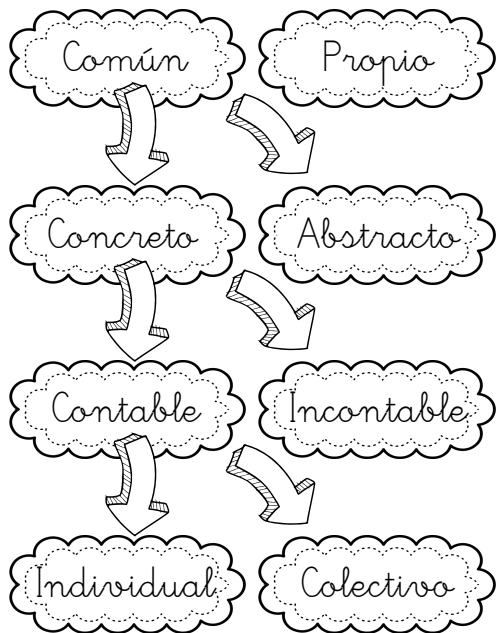 Común Propio
Concreto Abstracto
Contable Incontable
Individual Colectivo